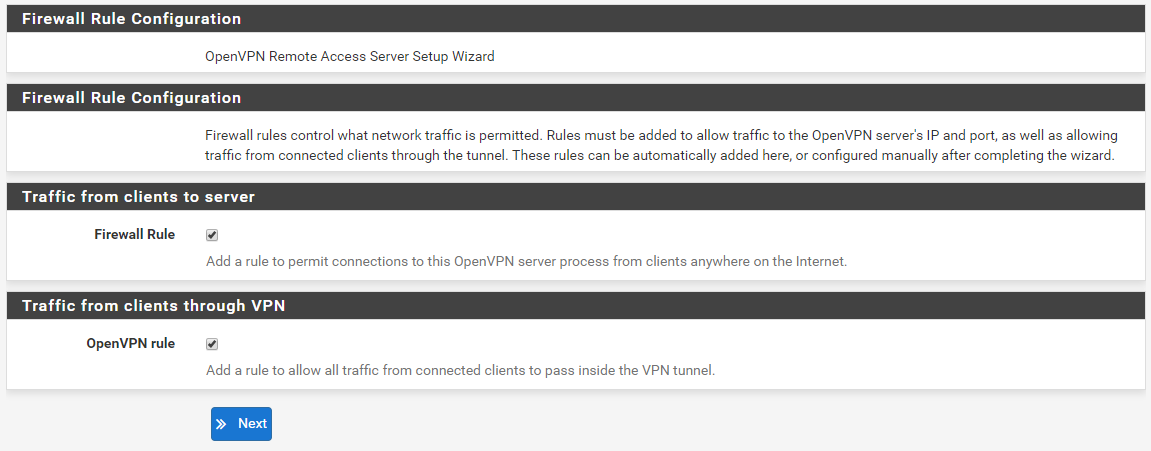 Firewall Rule Configuration
OpenVPN Remote Access Server Setup Wizard
Firewall Rule Configuration
Firewall rules control what network traffic is permitted. Rules must be added to allow traffic to the OpenVPN server's IP and port, as well as allowing
traffic from connected clients through the tunnel. These rules can be automatically added here, or configured manually after completing the wizard.
Traffic from clients to server
Firewall Rule
Add a rule to permit connections to this OpenVPN server process from clients anywhere on the Internet.
Traffic from clients through VPN
OpenVPN rule
Add a rule to allow all traffic from connected clients to pass inside the VPN tunnel.
Next